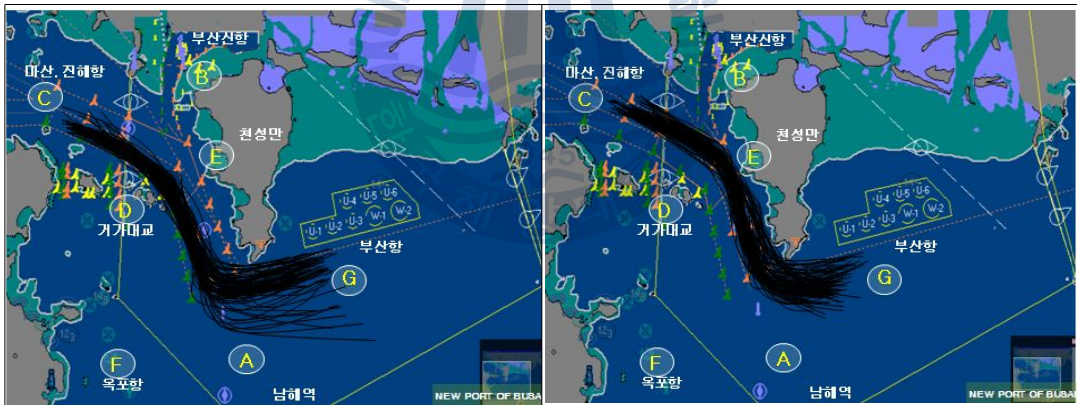 부산신항
B
마산, 진해항
C
천성만
E
D
거가대교
U-4 U-5 U-6
U-1 U-2 U-3 W-1 W-2
부산항
G
A
F
옥포항
남해역
NEW PORT OF BUSA
부산신항
B
마산, 진해항
C
천성만
E
D
거가대교
U-4 U-5 U-6
U-1 U-2 U-3 W-1 W-2
부산항
G
A
F
옥포항
남해역
NEW PORT OF BUSA